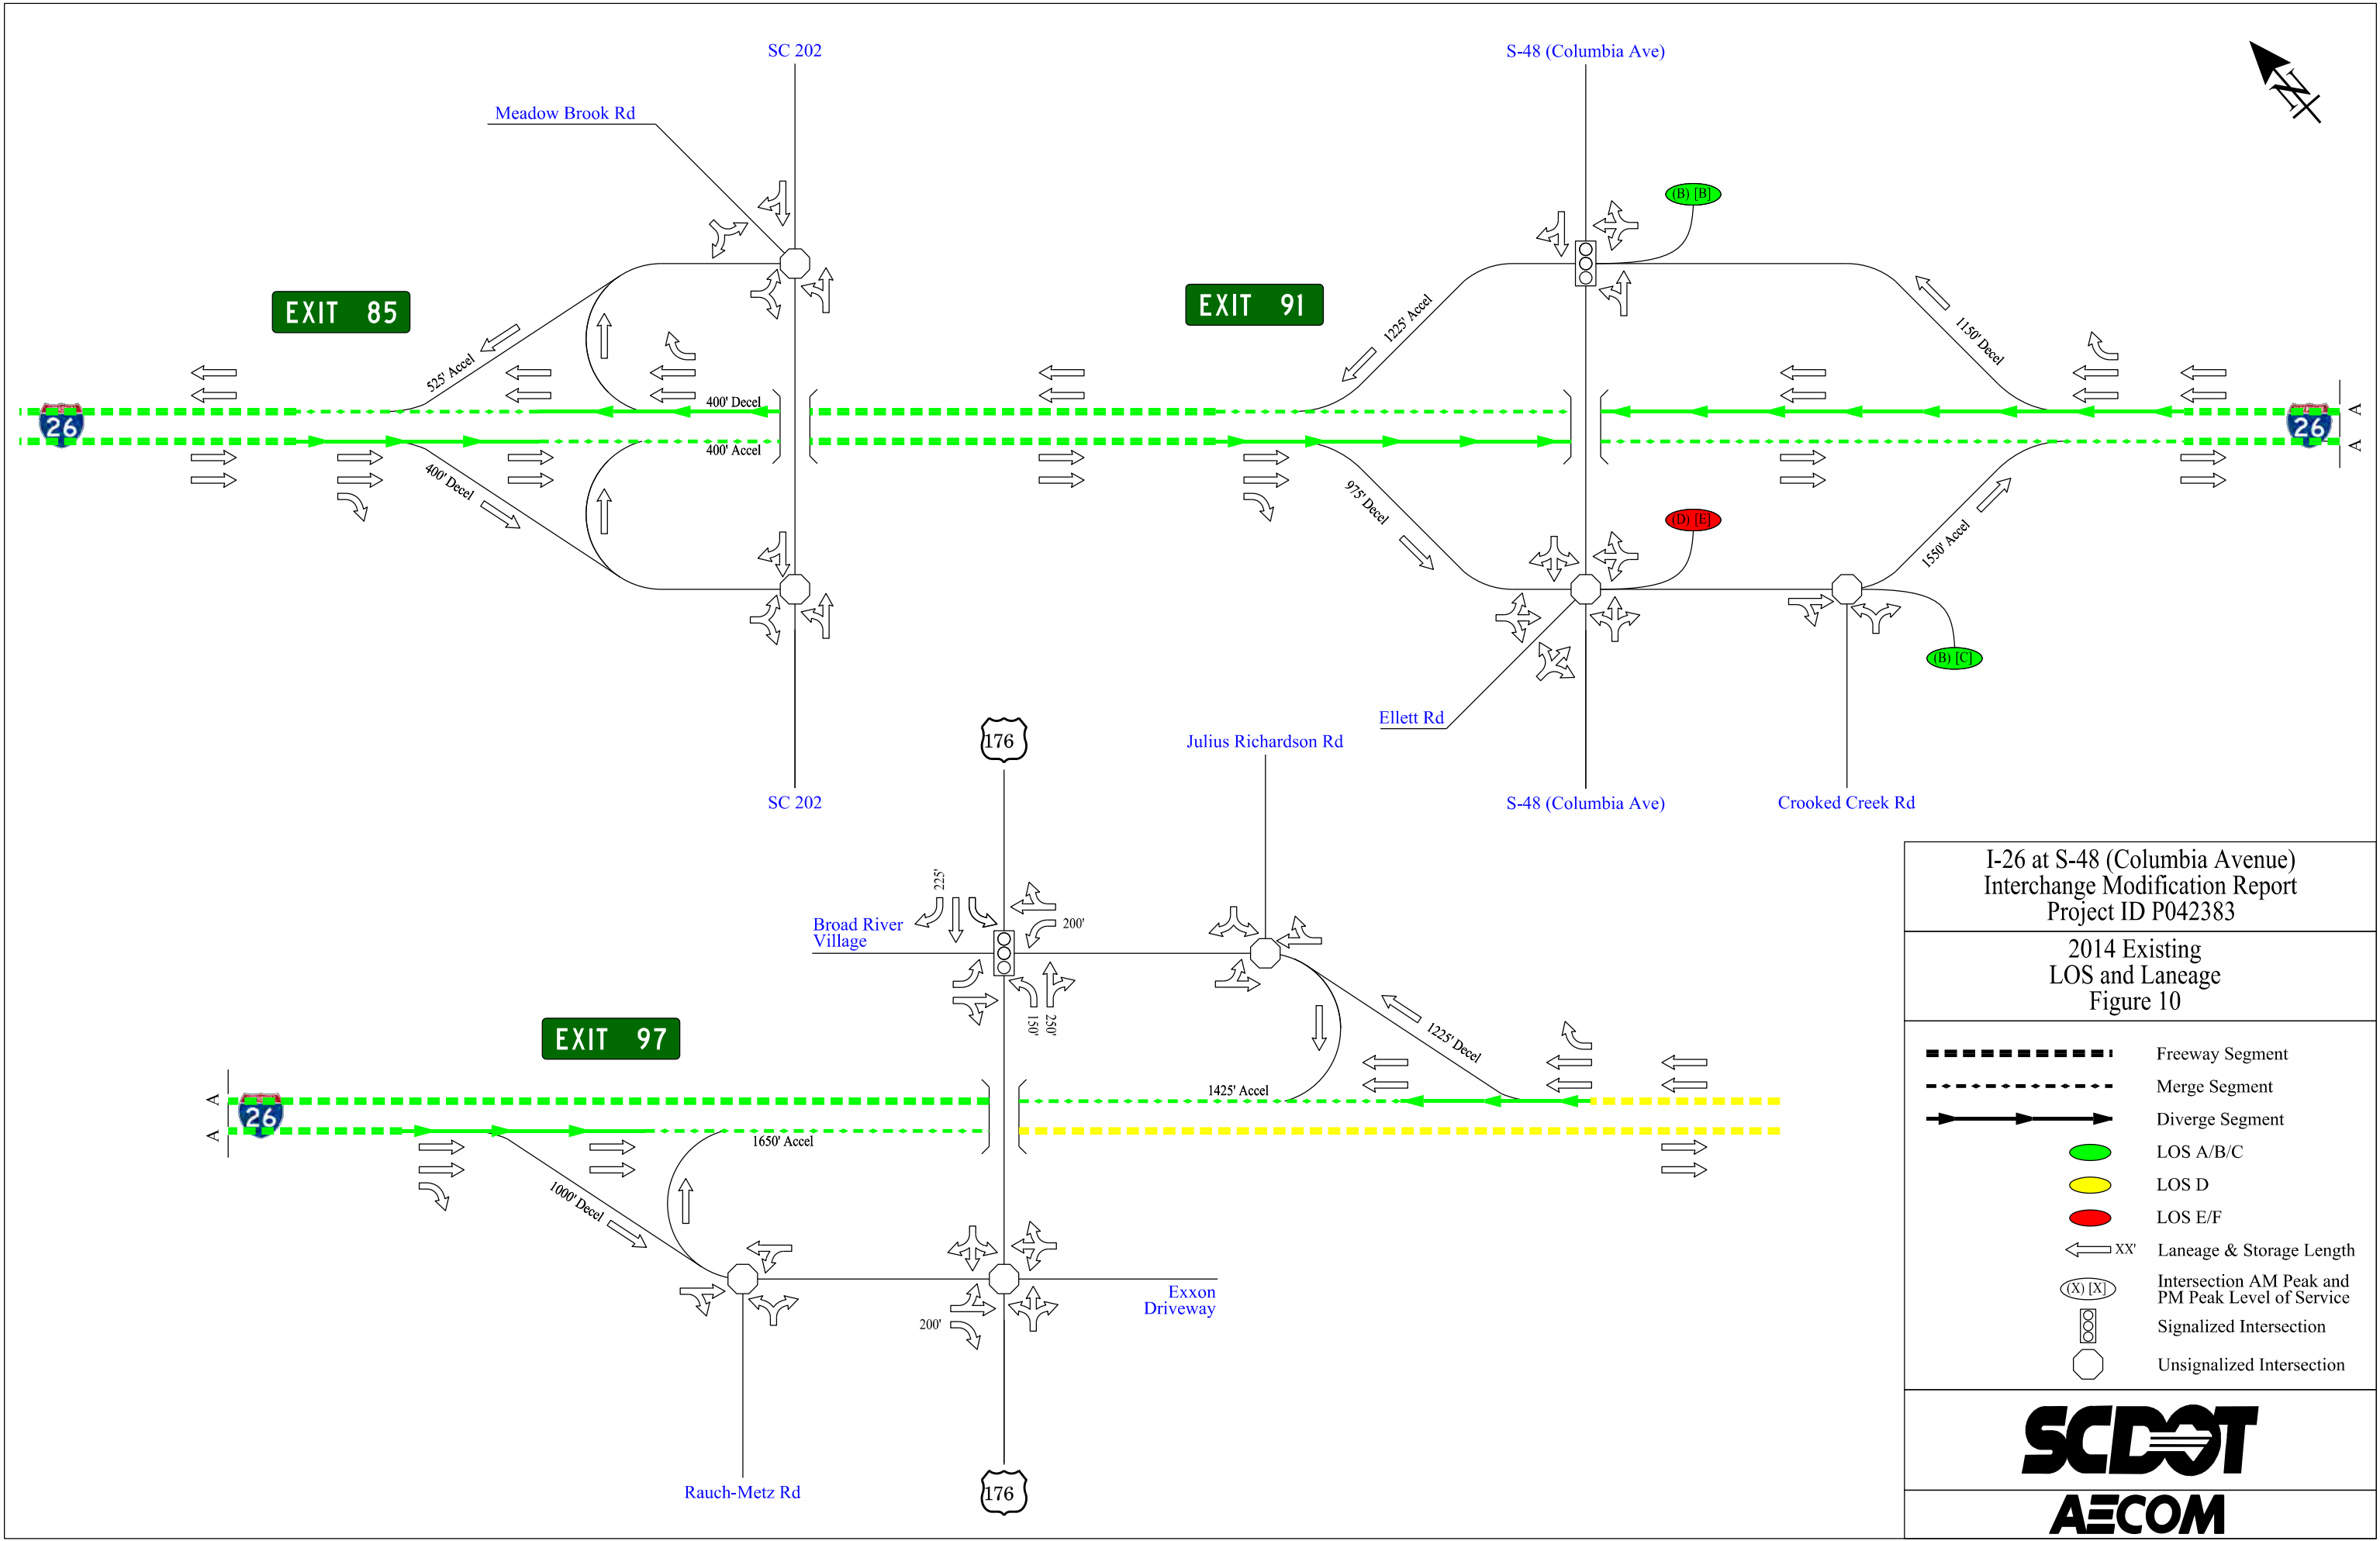 SC 202
S-48 (Columbia Ave)
N
Meadow Brook Rd
(B) [B]
EXIT 85
EXIT 91
525' Accel
400' Decel
1225' Accel
1150' Decel
26
26
A
A
400' Accel
400' Decel
975' Decel
(D) [E]
1550' Accel
(B) [C]
Ellett Rd
SC 202
S-48 (Columbia Ave)
Crooked Creek Rd
176
Julius Richardson Rd
225'
Broad River
Village
200'
150'
250'
EXIT 97
1225' Decel
1425' Accel
A
A
26
1650' Accel
1000' Decel
200'
Exxon
Driveway
Rauch-Metz Rd
176
I-26 at S-48 (Columbia Avenue)
Interchange Modification Report
Project ID P042383
2014 Existing
LOS and Laneage
Figure 10
Freeway Segment
Merge Segment
Diverge Segment
LOS A/B/C
LOS D
LOS E/F
XX'
Laneage & Storage Length
(X) [X]
Intersection AM Peak and
PM Peak Level of Service
Signalized Intersection
Unsignalized Intersection
SCDOT
AECOM